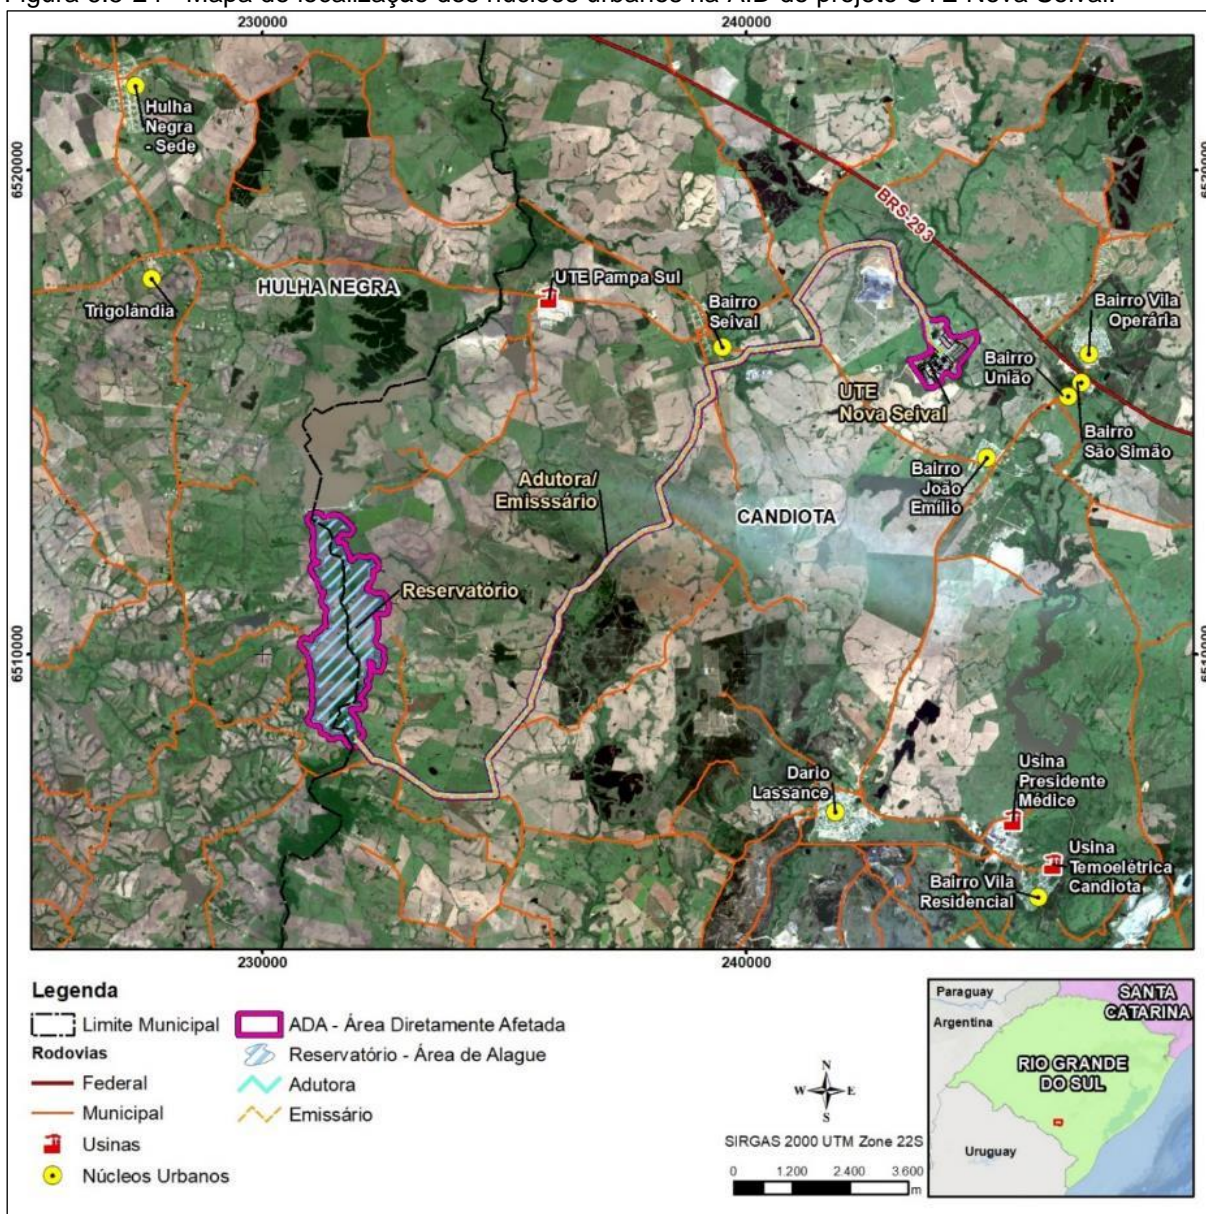 Figura 6.3-24 - Mapa de localização dos núcleos urbanos na AID do projeto UTE Nova Seival.
230000
240000
6520000
6520000
Hulha
Negra
- Sede
BRS-293
HULHA NEGRA
Trigolândia
UTE Pampa Sul
Bairro
Seival
Bairro Vila
Operária
Bairro
União
UTE
Nova Seival
Bairro
São Simão
Bairro
João
Emílio
Adutora/
Emisssário
CANDIOTA
Reservatório
6510000
6510000
Dario
Lassance
Usina
Presidente
Médice
Usina
Temoelétrica
Candiota
Bairro Vila
Residencial
230000
240000
Legenda
Limite Municipal
Rodovias
Federal
Municipal
Usinas
Núcleos Urbanos
ADA - Área Diretamente Afetada
Reservatório - Área de Alague
Adutora
Emissário
N
W E
S
SIRGAS 2000 UTM Zone 22S
0 1.200 2.400 3.600
m
Paraguay
Argentina
SANTA
CATARINA
RIO GRANDE
DO SUL
Uruguay